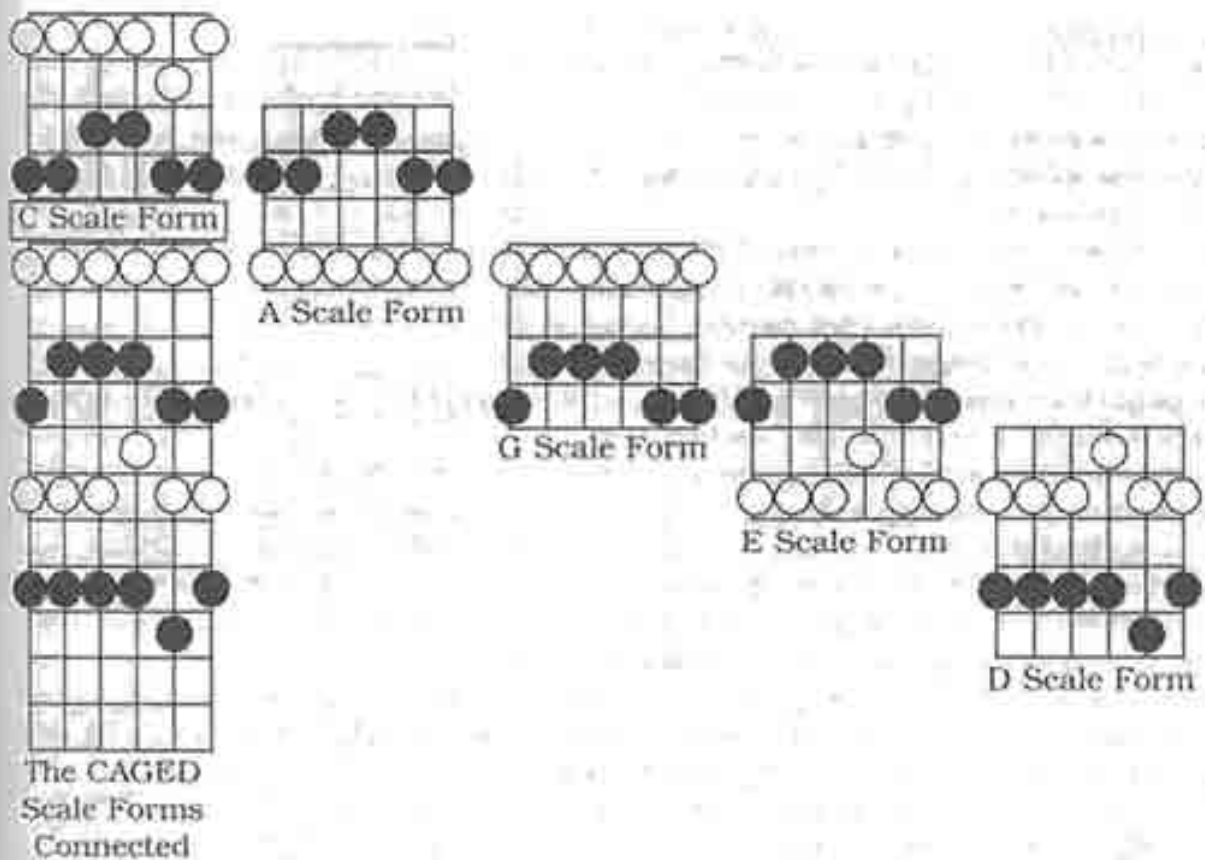 C Scale Form
A Scale Form
G Scale Form
E Scale Form
D Scale Form
The CAGED
Scale Forms
Connected